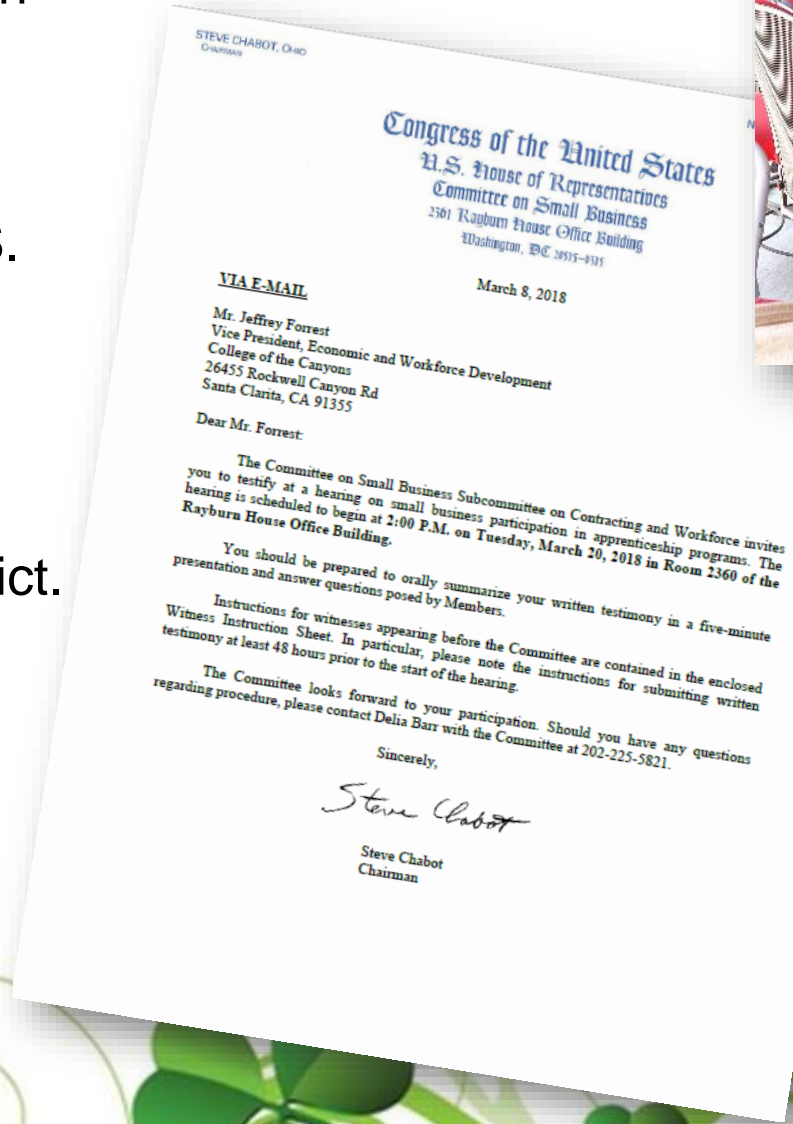 STEVE CHABOT, OHIO
CHAIRMAN
Congress of the United States
U.S. House of Representatives
Committee on Small Business
2361 Rayburn House Office Building
Washington, DC 20515-0315
March 8, 2018
VIA E-MAIL
Mr. Jeffrey Forrest
Vice President, Economic and Workforce Development
College of the Canyons
26455 Rockwell Canyon Rd
Santa Clarita, CA 91355
Dear Mr. Forrest:
The Committee on Small Business Subcommittee on Contracting and Workforce invites
you to testify at a hearing on small business participation in apprenticeship programs. The
hearing is scheduled to begin at 2:00 P.M. on Tuesday, March 20, 2018 in Room 2360 of the
Rayburn House Office Building.
You should be prepared to orally summarize your written testimony in a five-minute
presentation and answer questions posed by Members.
Instructions for witnesses appearing before the Committee are contained in the enclosed
Witness Instruction Sheet. In particular, please note the instructions for submitting written
testimony at least 48 hours prior to the start of the hearing.
The Committee looks forward to your participation. Should you have any questions
regarding procedure, please contact Delia Barr with the Committee at 202-225-5821.
Sincerely,
Steve Chabot
Steve Chabot
Chairman